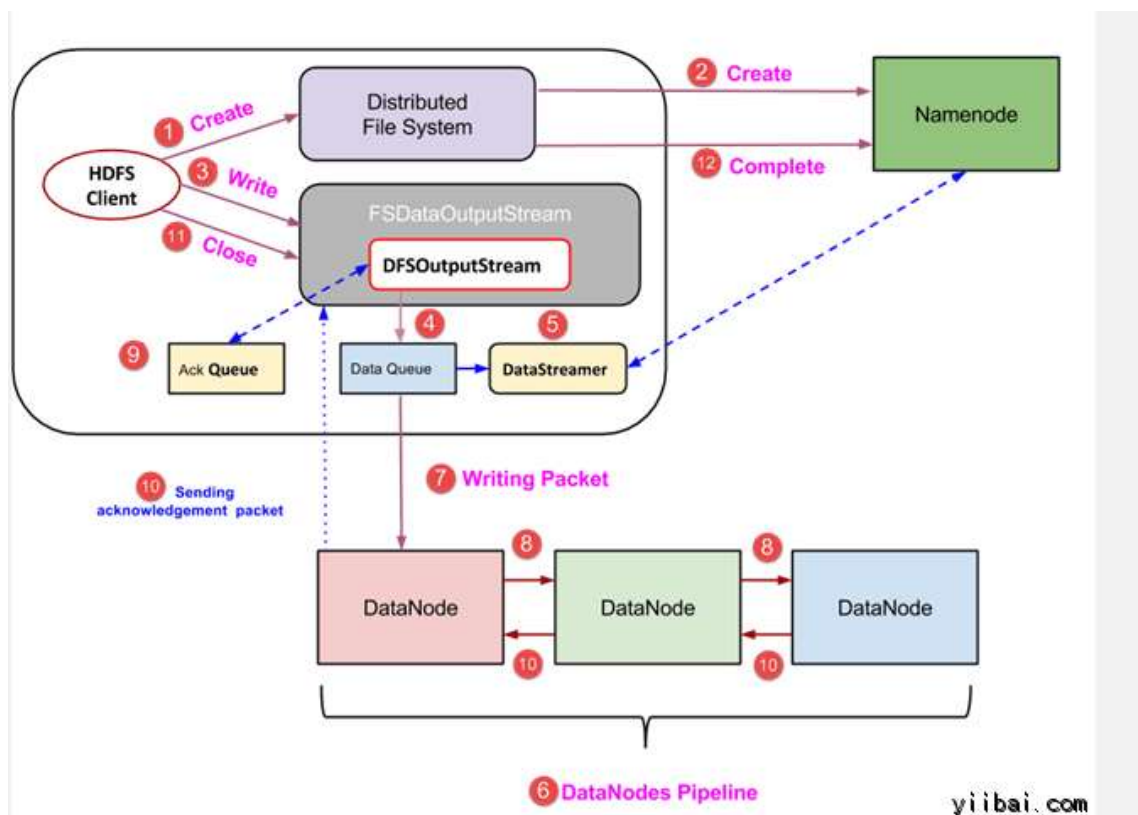 2 Create
Distributed
File System
Namenode
1 Create
12 Complete
HDFS
Client
3 Write
FSDataOutputStream
11 Close
DFSOutputStream
4
5
9
Ack Queue
Data Queue
DataStreamer
7 Writing Packet
10 Sending
acknowledgement packet
8
8
DataNode
DataNode
DataNode
10
10
6 DataNodes Pipeline
yiibai.com